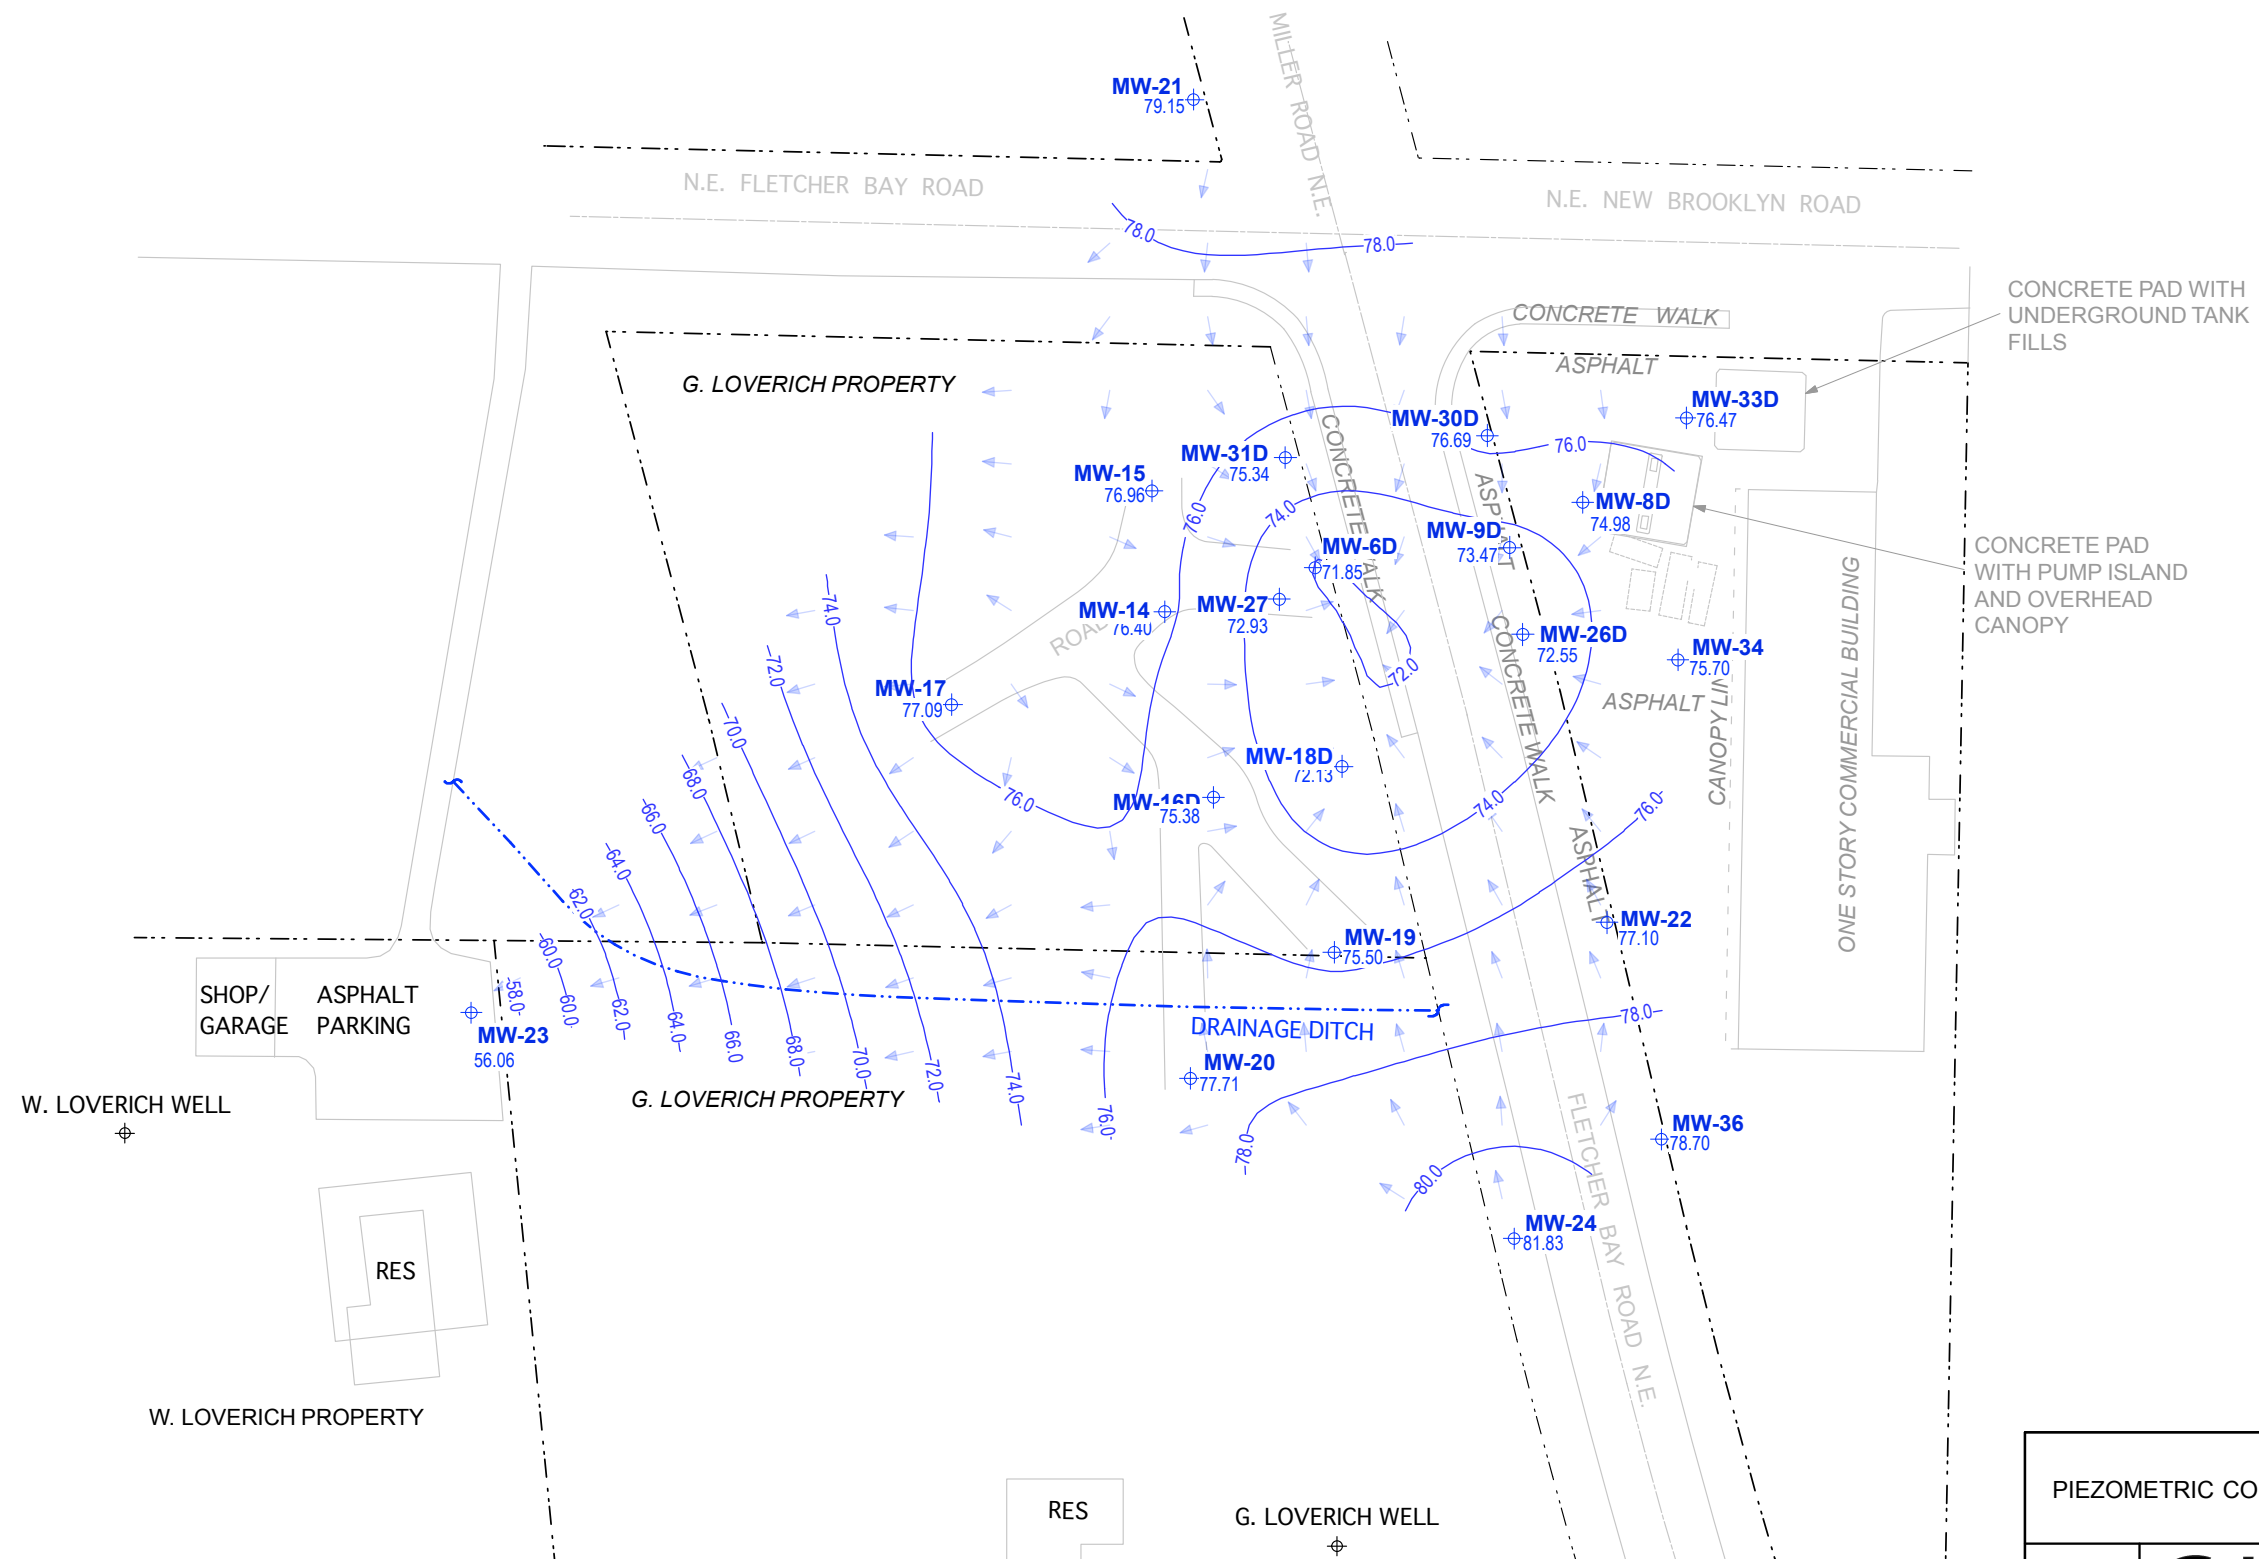 MW-21
79.15
MILLER ROAD N.E.
N.E. FLETCHER BAY ROAD
N.E. NEW BROOKLYN ROAD
78.0
78.0
CONCRETE PAD WITH
UNDERGROUND TANK
FILLS
CONCRETE WALK
ASPHALT
G. LOVERICH PROPERTY
MW-33D
76.47
MW-30D
76.69
76.0
MW-31D
75.34
CONCRETE WALK
MW-15
76.96
76.0
74.0
ASPHALT
MW-8D
74.98
MW-9D
73.47
MW-6D
71.85
CONCRETE PAD
WITH PUMP ISLAND
AND OVERHEAD
CANOPY
74.0
MW-14
76.40
MW-27
72.93
MW-26D
72.55
CONCRETE WALK
MW-34
75.70
ASPHALT
ONE STORY COMMERCIAL BUILDING
72.0
72.0
MW-17
77.09
70.0
68.0
MW-18D
72.13
CANOPY
76.0
MW-16D
75.38
74.0
76.0
66.0
64.0
ASPHALT
62.0
MW-22
77.10
MW-19
75.50
60.0
SHOP/
GARAGE
ASPHALT
PARKING
58.0
60.0
62.0
64.0
66.0
68.0
70.0
72.0
74.0
76.0
78.0
MW-23
56.06
DRAINAGE DITCH
MW-20
77.71
G. LOVERICH PROPERTY
W. LOVERICH WELL
78.0
MW-36
78.70
FLETCHER BAY ROAD N.E.
80.0
MW-24
81.83
RES
W. LOVERICH PROPERTY
RES
G. LOVERICH WELL
PIEZOMETRIC CO